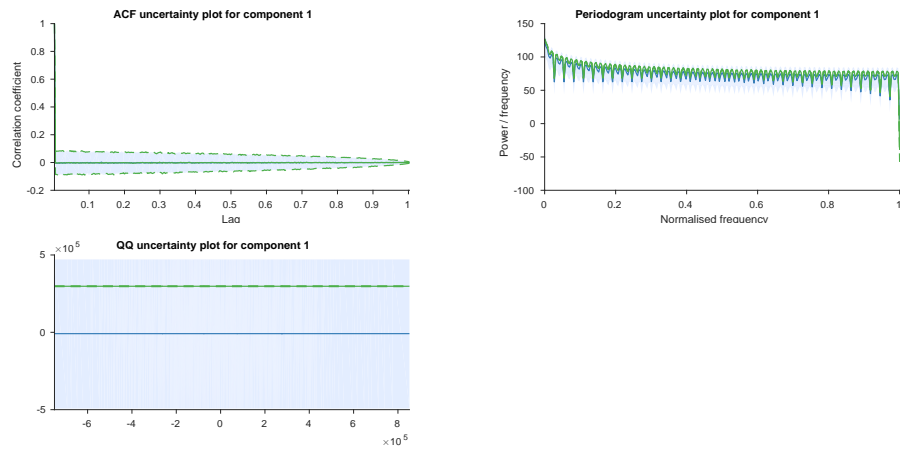 ACF uncertainty plot for component 1
1
0.8
0.6
0.4
0.2
0
-0.2
Correlation coefficient
0.1 0.2 0.3 0.4 0.5 0.6 0.7 0.8 0.9 1
Lag
Periodogram uncertainty plot for component 1
150
100
50
0
-50
-100
Power / frequency
0 0.2 0.4 0.6 0.8 1
Normalised frequency
QQ uncertainty plot for component 1
×10 5
5
0
-5
-6 -4 -2 0 2 4 6 8
×10 5